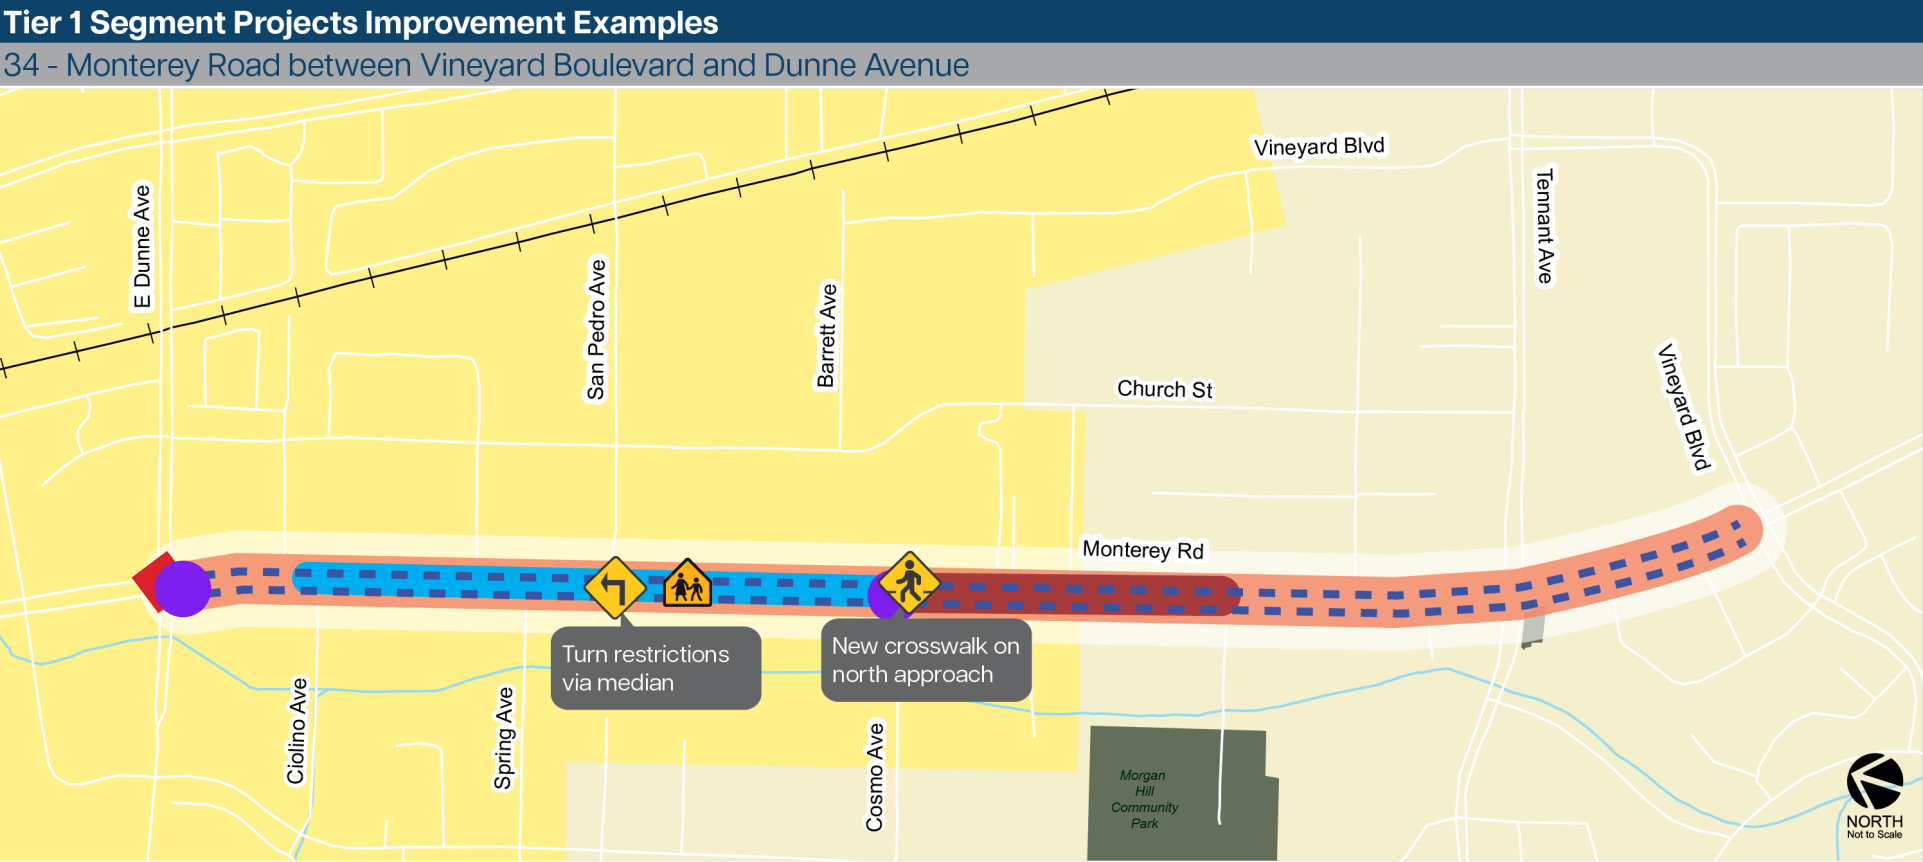 Tier 1 Segment Projects Improvement Examples
34 - Monterey Road between Vineyard Boulevard and Dunne Avenue
Vineyard Blvd
E Dunne Ave
Tennant Ave
San Pedro Ave
Barrett Ave
Church St
Vineyard Blvd
Monterey Rd
Turn restrictions
via median
New crosswalk on
north approach
Ciolino Ave
Spring Ave
Cosmo Ave
Morgan
Hill
Community
Park
NORTH
Not to Scale